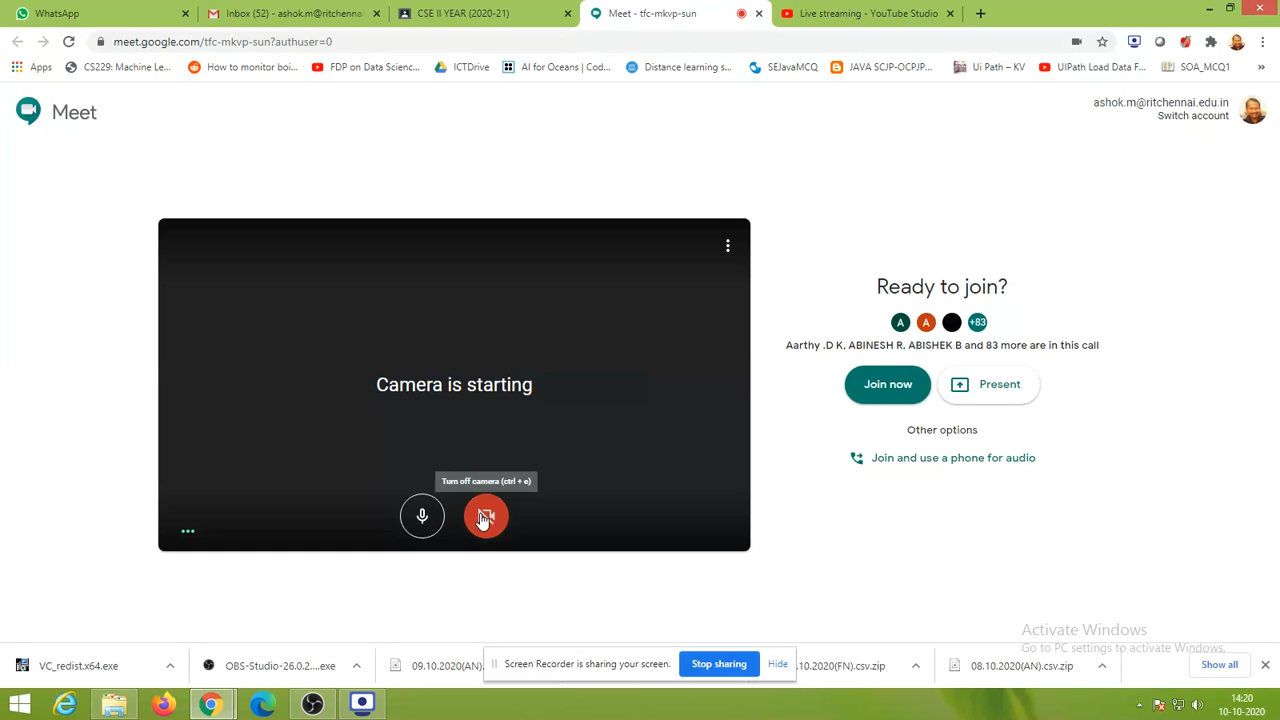 WhatsApp
Inbox (52) - ashok.m@ritchennai
CSE II YEAR (2020-21)
Meet - tfc-mkvp-sun
Live streaming - YouTube Studio
meet.google.com/tfc-mkvp-sun?authuser=0
Apps
CS229: Machine Le...
How to monitor boi...
FDP on Data Scienc...
ICTDrive
AI for Oceans | Cod...
Distance learning s...
SEJavaMCQ
JAVA SCJP-OCPJP...
Ui Path – KV
UIPath Load Data F...
SOA_MCQ1
»
Meet
ashok.m@ritchennai.edu.in
Switch account
Camera is starting
Turn off camera (ctrl + e)
Ready to join?
A
A
+83
Aarthy .D K, ABINESH R, ABISHEK B and 83 more are in this call
Join now
Present
Other options
Join and use a phone for audio
Activate Windows
Go to PC settings to activate Windows.
VC_redist.x64.exe
OBS-Studio-26.0.2....exe
09.10.2020(AN).
Screen Recorder is sharing your screen.
Stop sharing
Hide
.10.2020(FN).csv.zip
08.10.2020(AN).csv.zip
Show all
14:20
10-10-2020